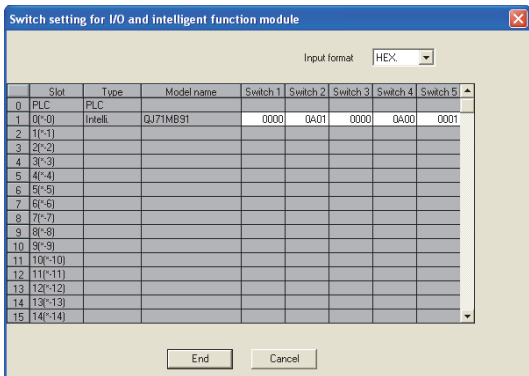 Switch setting for I/O and intelligent function module
Input format HEX.
Slot Type Model name Switch 1 Switch 2 Switch 3 Switch 4 Switch 5
0 PLC PLC
1 0(*-0) Intelli. QJ71MB91 0000 0A01 0000 0A00 0001
2 1(*-1)
3 2(*-2)
4 3(*-3)
5 4(*-4)
6 5(*-5)
7 6(*-6)
8 7(*-7)
9 8(*-8)
10 9(*-9)
11 10(*-10)
12 11(*-11)
13 12(*-12)
14 13(*-13)
15 14(*-14)
End Cancel